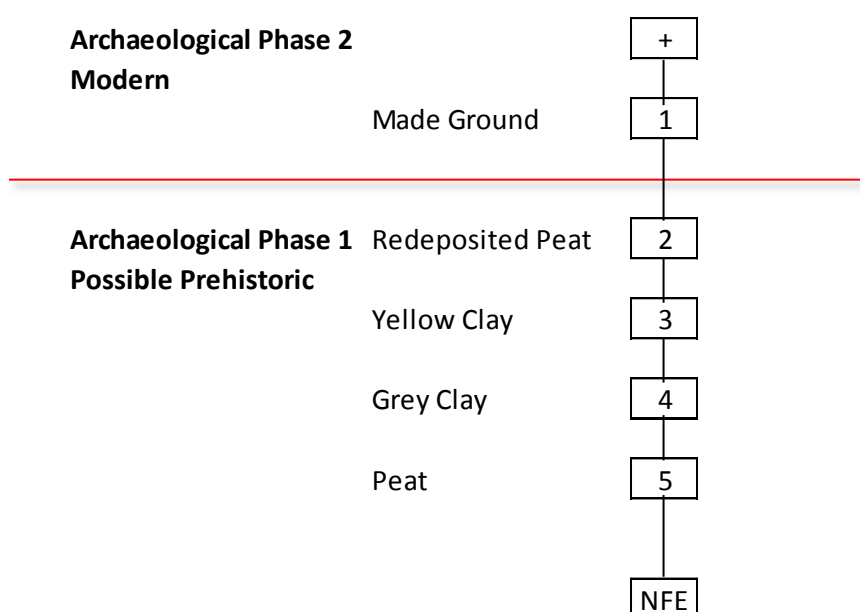 Archaeological Phase 2 +
Modern
Made Ground 1
Archaeological Phase 1 Redeposited Peat 2
Possible Prehistoric
Yellow Clay 3
Grey Clay 4
Peat 5
NFE